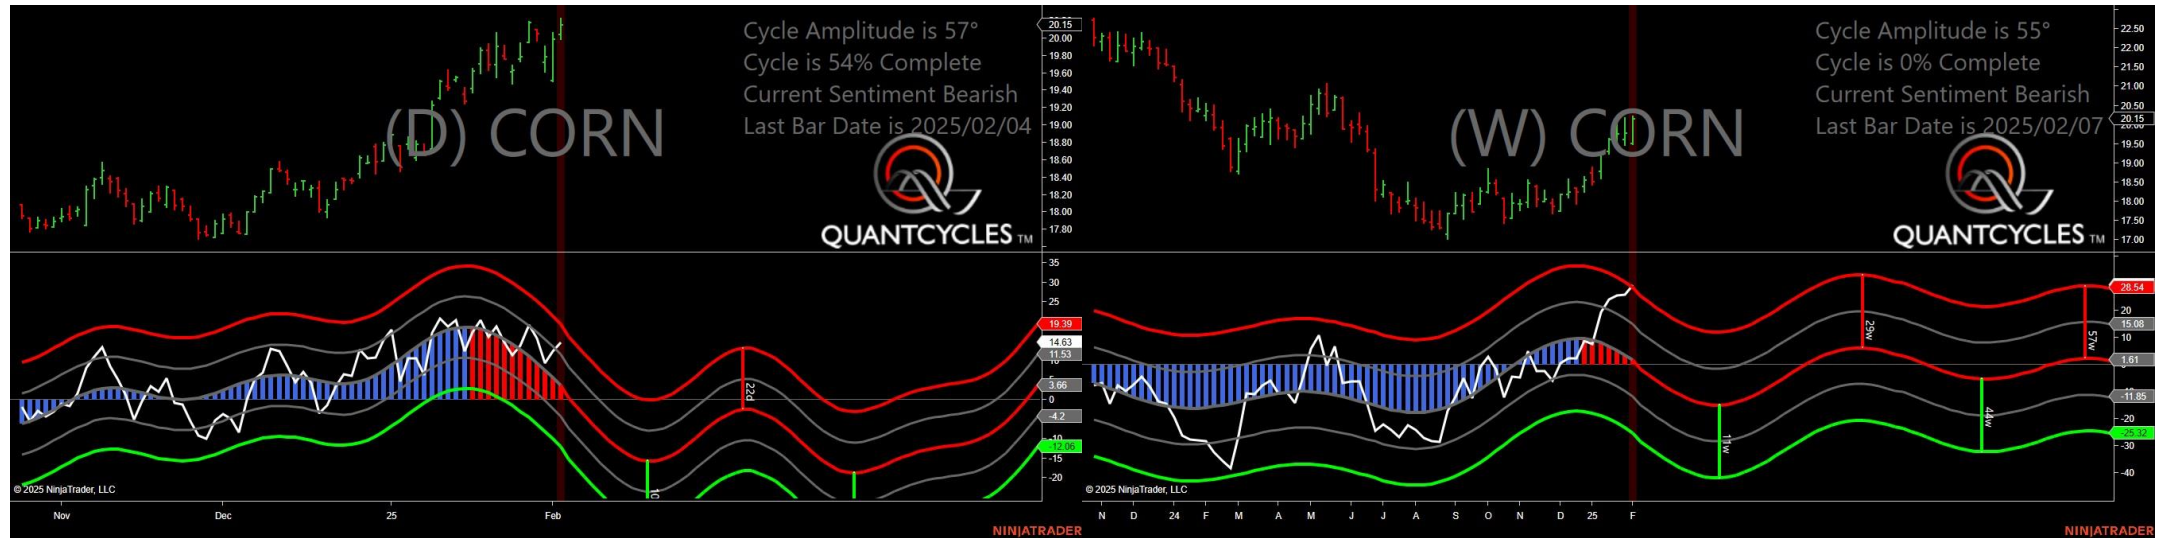 Cycle Amplitude is 57°
Cycle is 54% Complete
Current Sentiment Bearish
Last Bar Date is 2025/02/04
(D) CORN
QUANTCYCLES TM
20.15
20.00
19.80
19.60
19.40
19.20
19.00
18.80
18.60
18.40
18.20
18.00
17.80
35
30
25
19.39
14.63
11.53
3.66
0
-4.2
-12.06
-15
-20
22d
© 2025 NinjaTrader, LLC
Nov
Dec
25
Feb
NINJATRADER
Cycle Amplitude is 55°
Cycle is 0% Complete
Current Sentiment Bearish
Last Bar Date is 2025/02/07
(W) CORN
QUANTCYCLES TM
22.50
22.00
21.50
21.00
20.50
20.15
19.50
19.00
18.50
18.00
17.50
17.00
28.54
20
15.08
10
1.61
-11.85
-20
-25.32
-30
-40
11w
29w
44w
57w
© 2025 NinjaTrader, LLC
N D 24 F M A M J J A S O N D 25 F
NINJATRADER